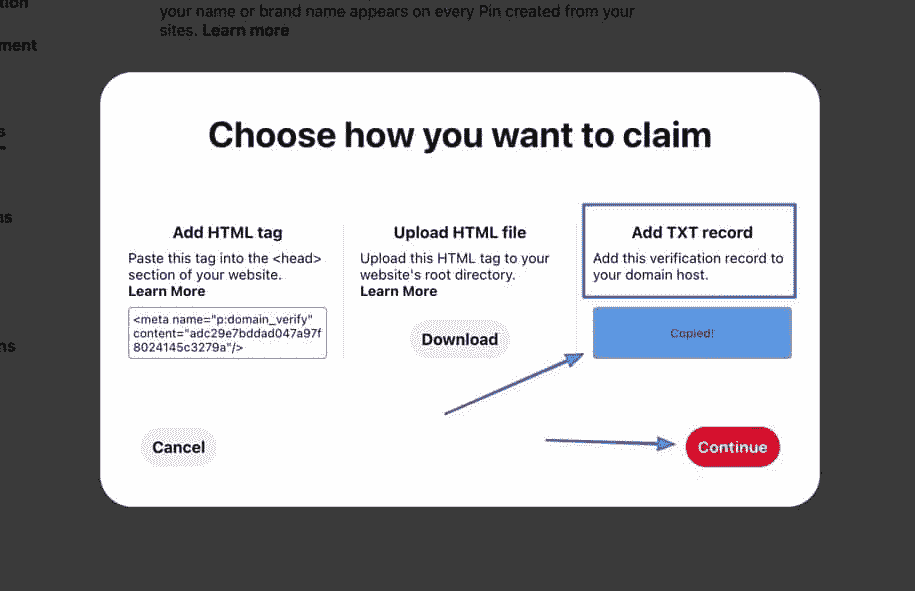 tion
your name or brand name appears on every Pin created from your
sites. Learn more
ment
s
Choose how you want to claim
ns
Add HTML tag
Paste this tag into the <head>
section of your website.
Learn More
<meta name="p:domain_verify"
content="adc29e7bddad047a97f
8024145c3279a"/>
Upload HTML file
Upload this HTML tag to your
website's root directory.
Learn More
Download
Add TXT record
Add this verification record to
your domain host.
Copied!
ns
Cancel
Continue